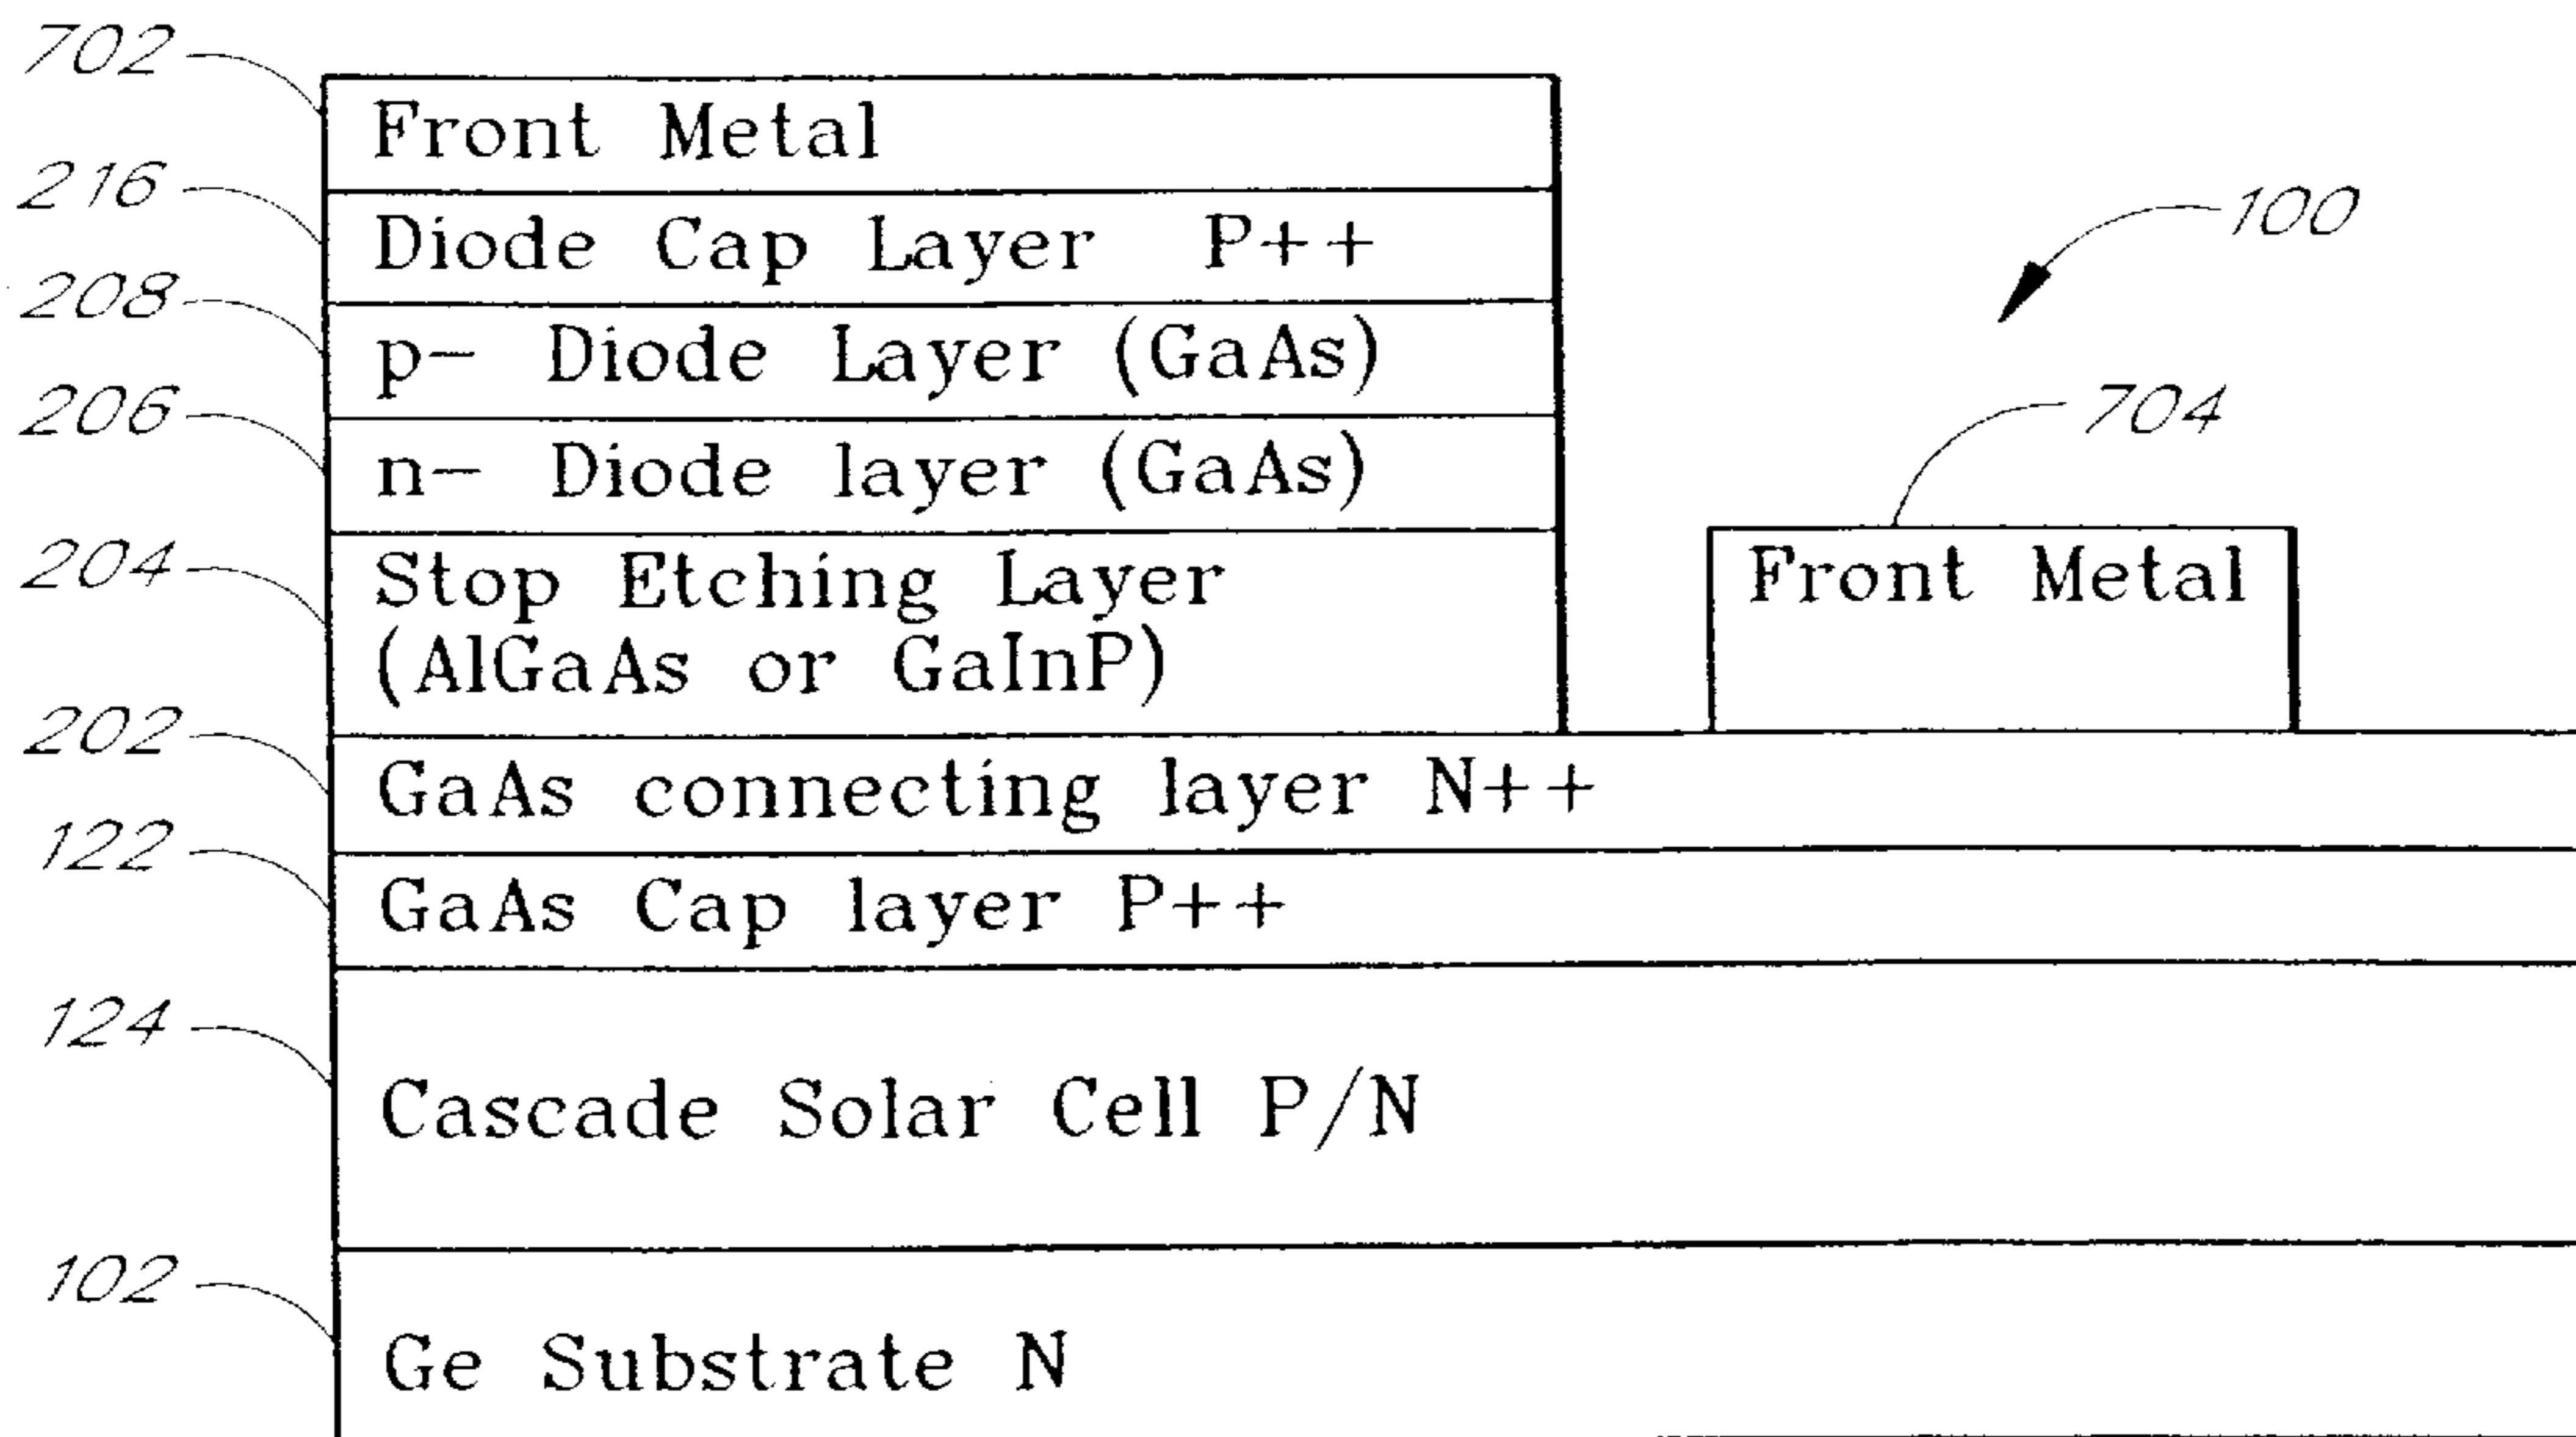 702
Front Metal
216
Diode Cap Layer P++
100
208
p- Diode Layer (GaAs)
206
n- Diode layer (GaAs)
704
204
Stop Etching Layer
(AlGaAs or GaInP)
Front Metal
202
GaAs connecting layer N++
122
GaAs Cap layer P++
124
Cascade Solar Cell P/N
102
Ge Substrate N